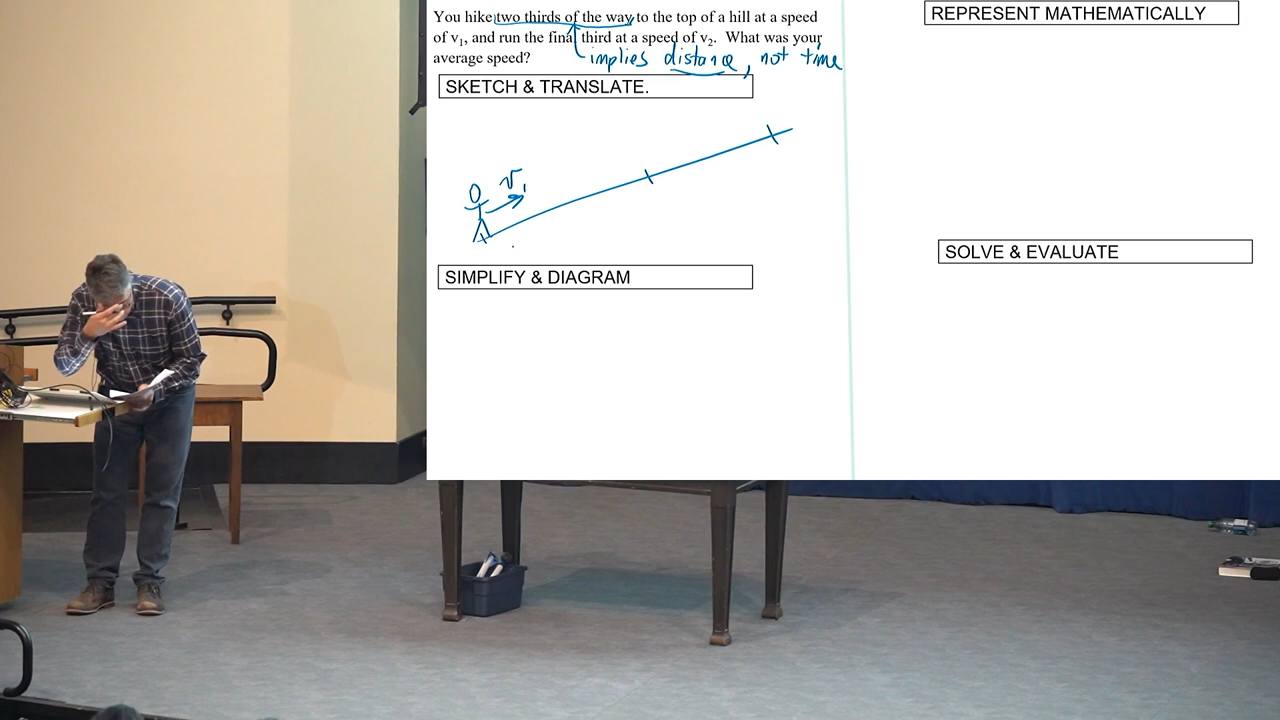 You hike two thirds of the way to the top of a hill at a speed
of v₁, and run the final third at a speed of v₂. What was your
average speed?
implies distance, not time
SKETCH & TRANSLATE.
v₁
SIMPLIFY & DIAGRAM
REPRESENT MATHEMATICALLY
SOLVE & EVALUATE